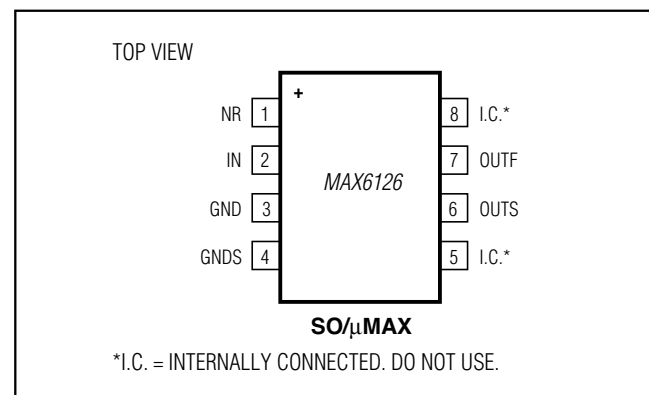 TOP VIEW
+
NR 1 8 I.C.*
IN 2 7 OUTF
MAX6126
GND 3 6 OUTS
GNDS 4 5 I.C.*
SO/μMAX
*I.C. = INTERNALLY CONNECTED. DO NOT USE.